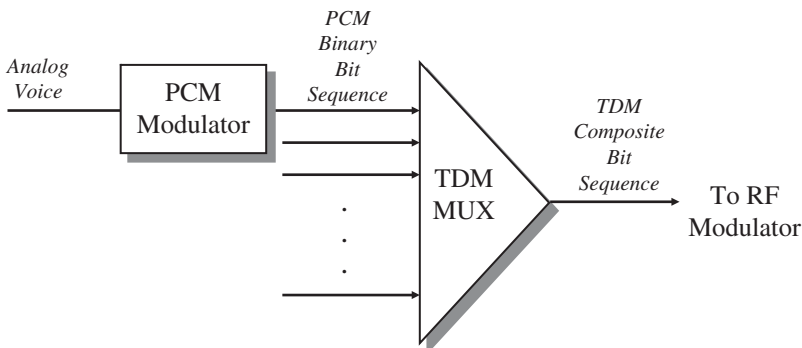 Analog
Voice
PCM
Modulator
PCM
Binary
Bit
Sequence
TDM
MUX
TDM
Composite
Bit
Sequence
To RF
Modulator